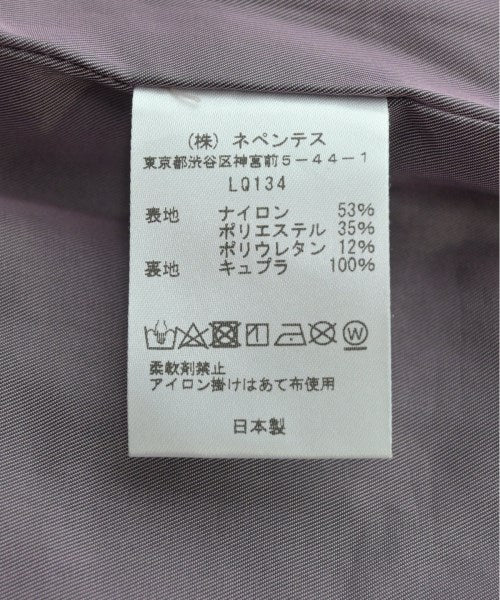 (株) ネペンテス
東京都渋谷区神宮前5-44-1
LQ134
表地 ナイロン 53%
ポリエステル 35%
ポリウレタン 12%
裏地 キュプラ 100%
W
柔軟剤禁止
アイロン掛けはあて布使用
日本製